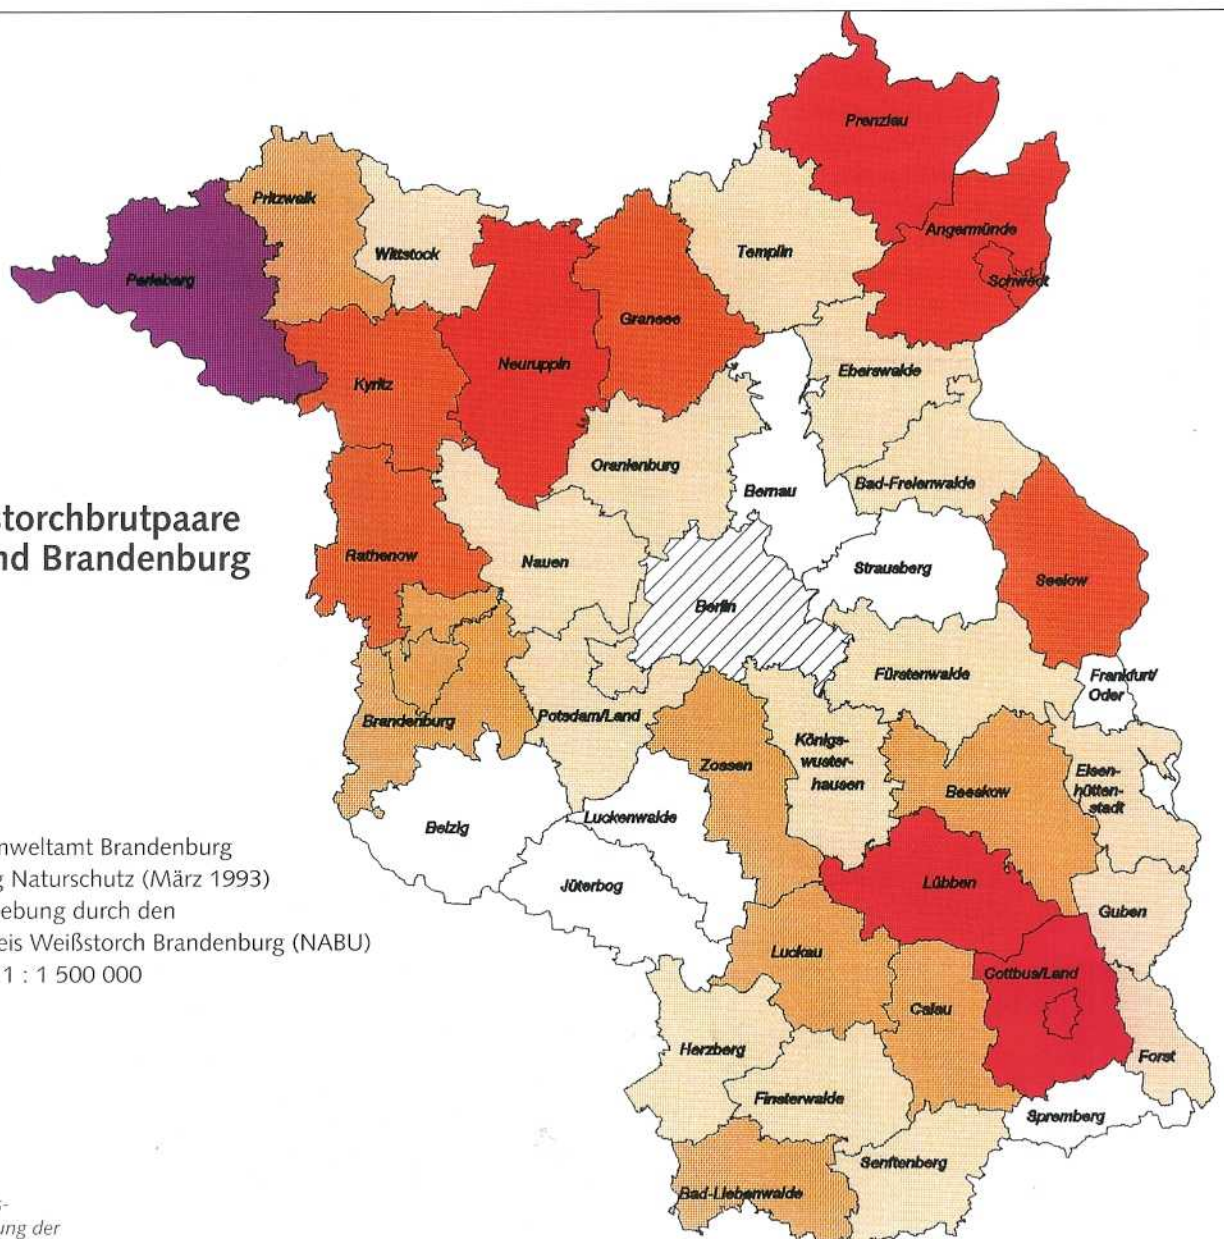 Prenzlau
Pritzwalk
Angermünde
Wittstock
Templin
Perleberg
Schwedt
Gransee
Neuruppin
Eberswalde
Kyritz
Oranienburg
Bad-Freienwalde
Bernau
storchbrutpaare
nd Brandenburg
Rathenow
Nauen
Strausberg
Seelow
Berlin
Fürstenwalde
Frankfurt/
Oder
Brandenburg
Potsdam/Land
Königs-
wuster-
hausen
Zossen
Beeskow
Eisen-
hütten-
stadt
Luckenwalde
Belzig
nweltamt Brandenburg
g Naturschutz (März 1993)
ebung durch den
eis Weißstorch Brandenburg (NABU)
1 : 1 500 000
Jüterbog
Lübben
Guben
Luckau
Cottbus/Land
Calau
Herzberg
Forst
Finsterwalde
Spremberg
Senftenberg
Bad-Liebenwalde
s-
ung der